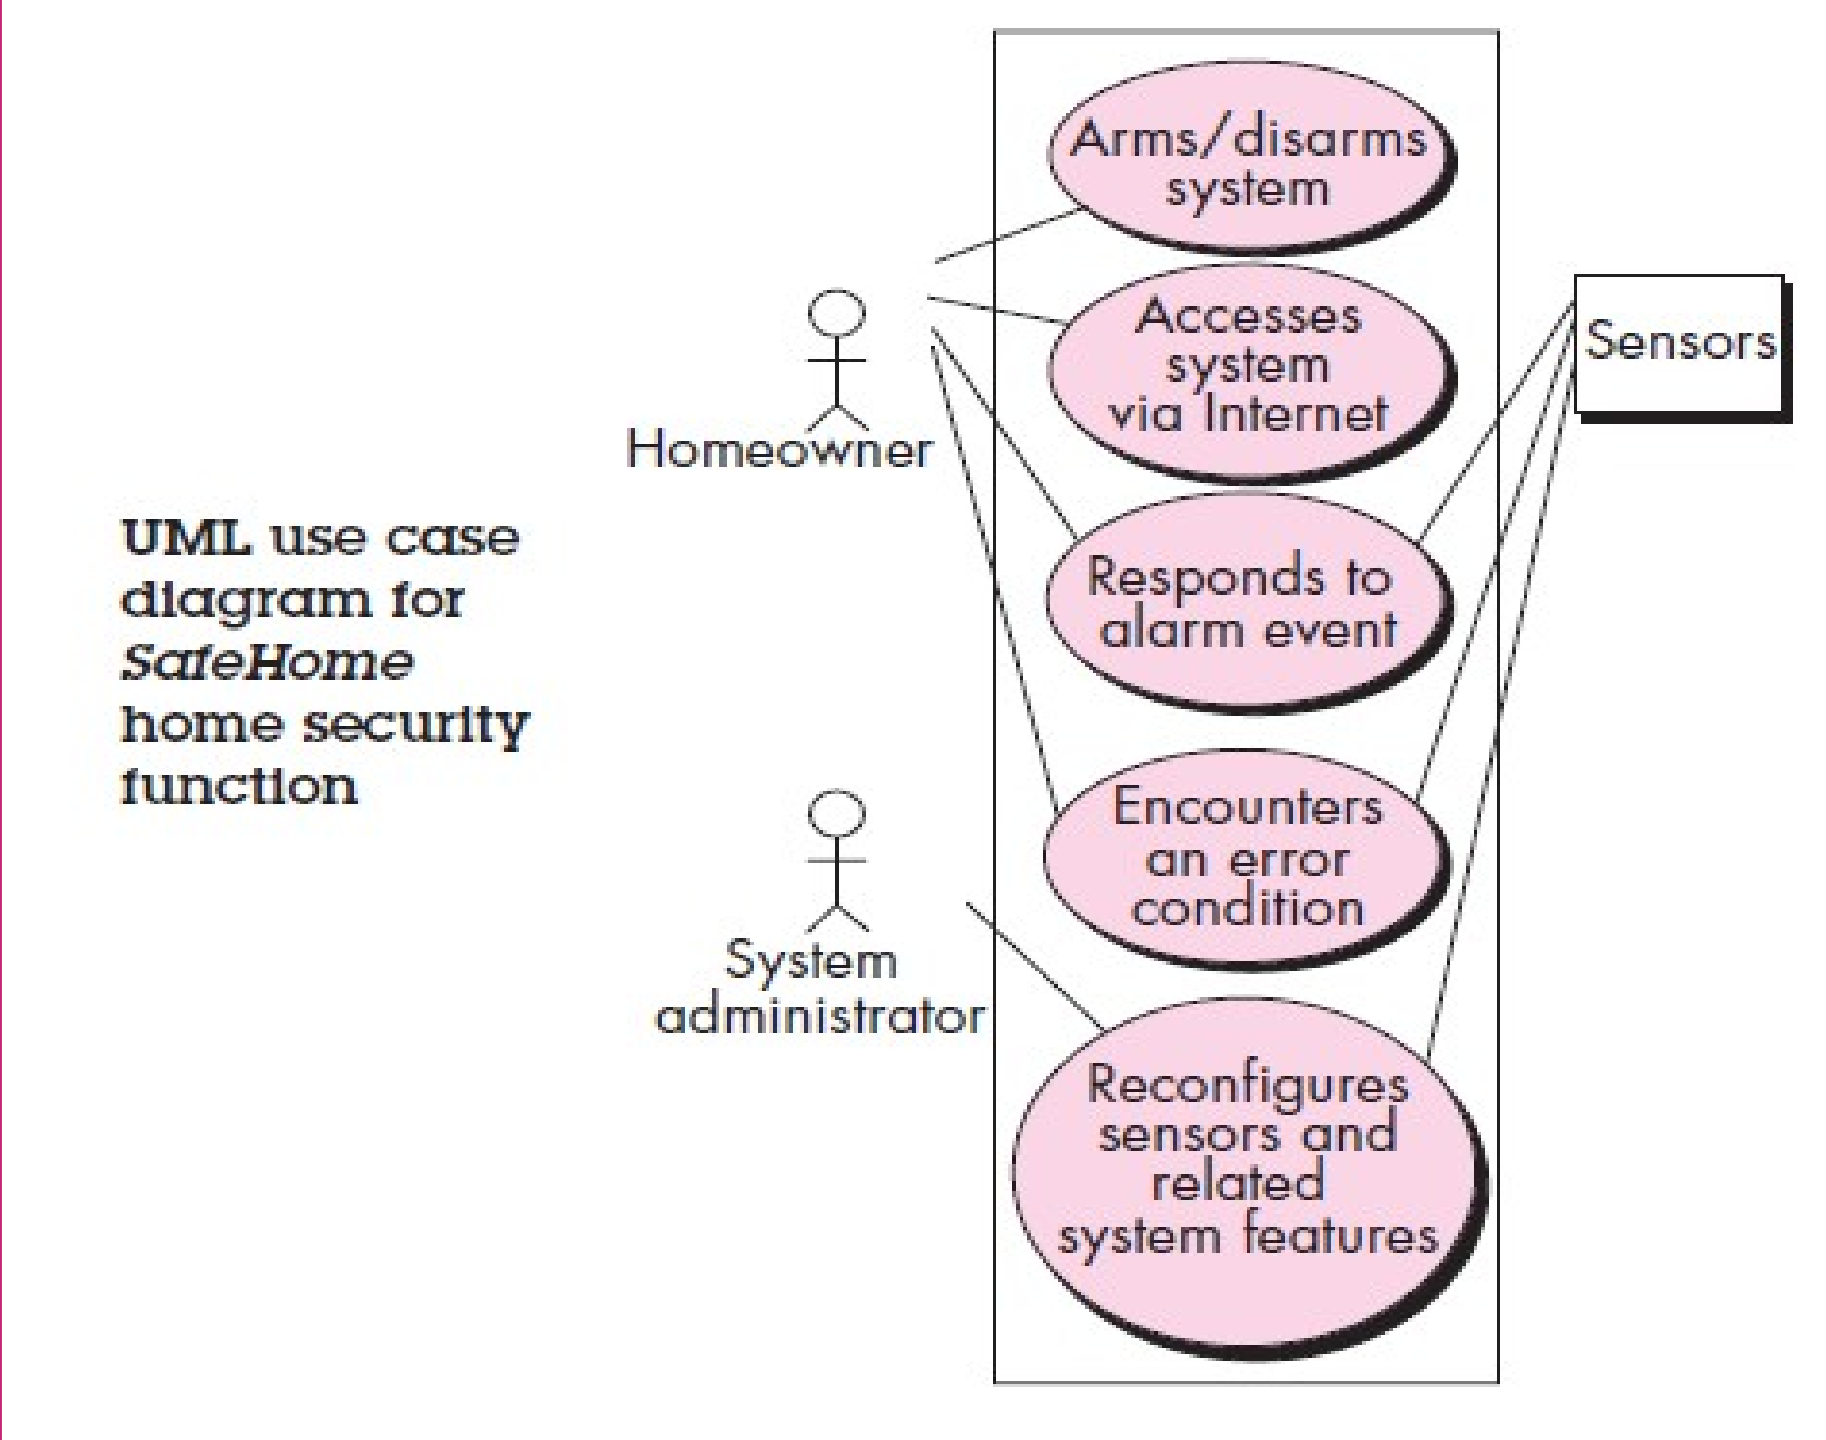 Arms/disarms
system
Accesses
system
via Internet
Sensors
Homeowner
UML use case
diagram for
SafeHome
home security
function
Responds to
alarm event
Encounters
an error
condition
System
administrator
Reconfigures
sensors and
related
system features